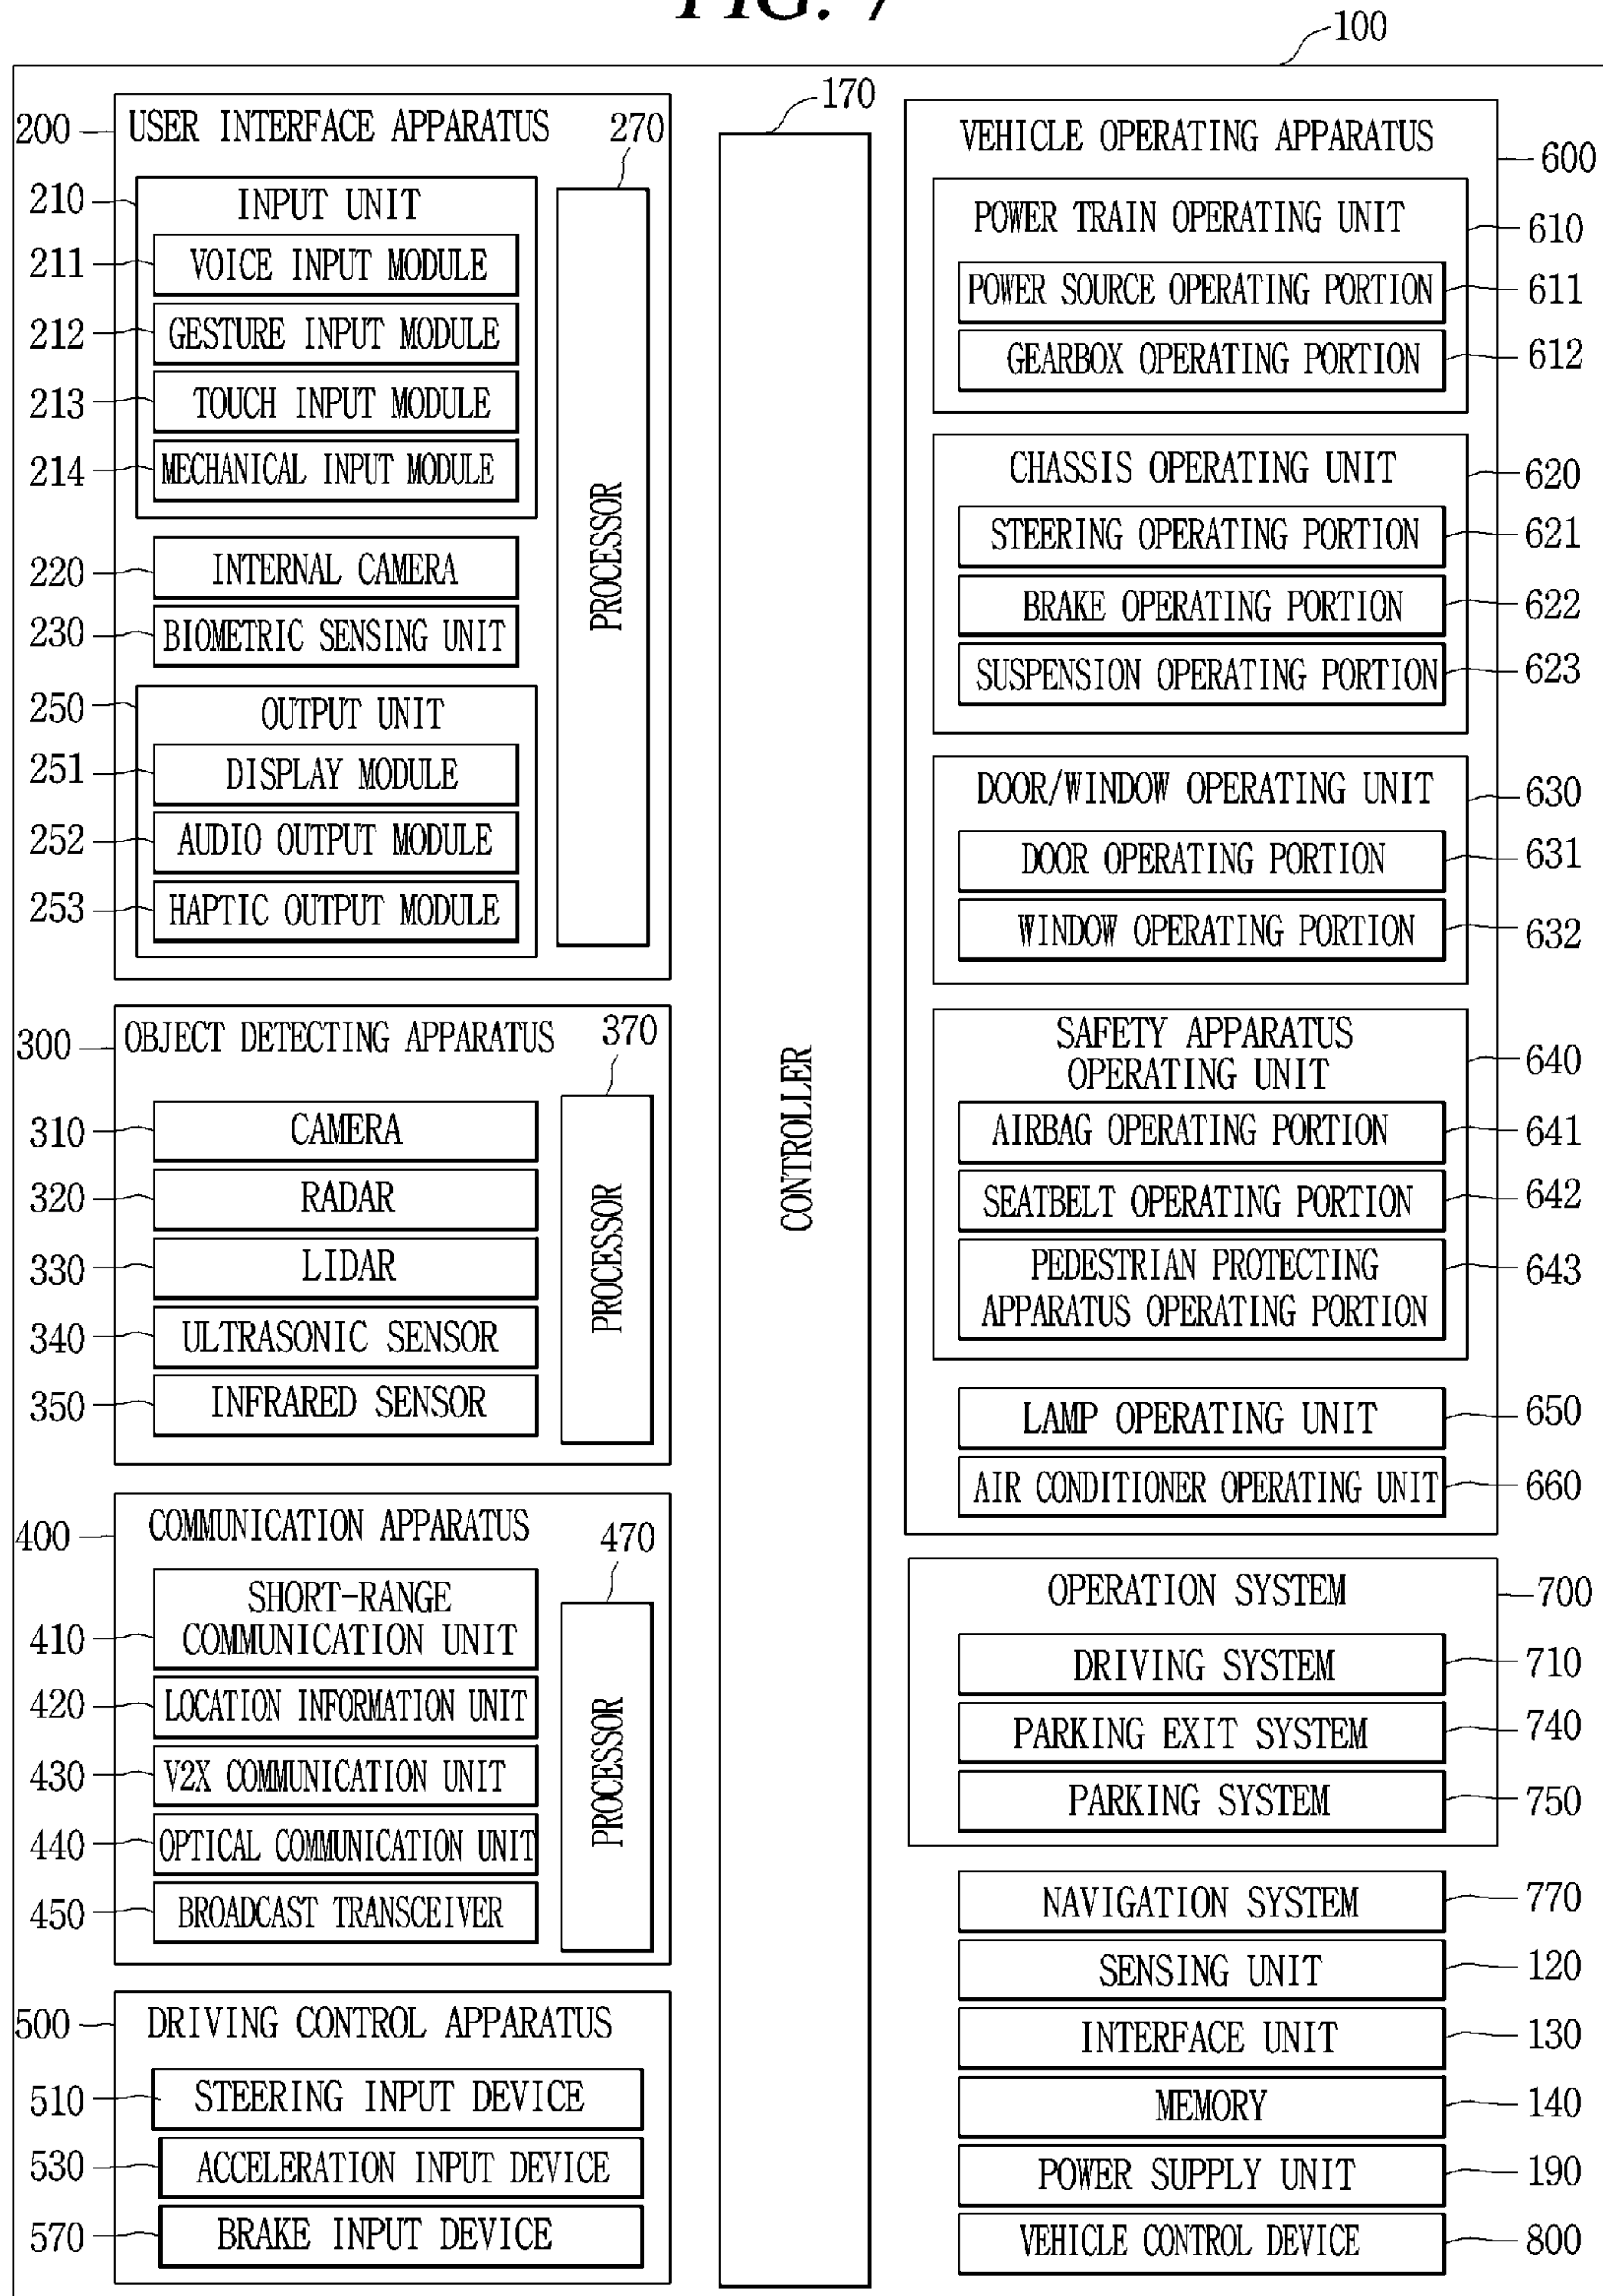 FIG. 7
100
200
USER INTERFACE APPARATUS
270
210
INPUT UNIT
211
VOICE INPUT MODULE
212
GESTURE INPUT MODULE
213
TOUCH INPUT MODULE
214
MECHANICAL INPUT MODULE
220
INTERNAL CAMERA
230
BIOMETRIC SENSING UNIT
250
OUTPUT UNIT
251
DISPLAY MODULE
252
AUDIO OUTPUT MODULE
253
HAPTIC OUTPUT MODULE
PROCESSOR
300
OBJECT DETECTING APPARATUS
370
310
CAMERA
320
RADAR
330
LIDAR
340
ULTRASONIC SENSOR
350
INFRARED SENSOR
PROCESSOR
400
COMMUNICATION APPARATUS
470
SHORT-RANGE
410
COMMUNICATION UNIT
420
LOCATION INFORMATION UNIT
430
V2X COMMUNICATION UNIT
440
OPTICAL COMMUNICATION UNIT
450
BROADCAST TRANSCEIVER
PROCESSOR
500
DRIVING CONTROL APPARATUS
510
STEERING INPUT DEVICE
530
ACCELERATION INPUT DEVICE
570
BRAKE INPUT DEVICE
170
CONTROLLER
VEHICLE OPERATING APPARATUS
600
POWER TRAIN OPERATING UNIT
610
POWER SOURCE OPERATING PORTION
611
GEARBOX OPERATING PORTION
612
CHASSIS OPERATING UNIT
620
STEERING OPERATING PORTION
621
BRAKE OPERATING PORTION
622
SUSPENSION OPERATING PORTION
623
DOOR/WINDOW OPERATING UNIT
630
DOOR OPERATING PORTION
631
WINDOW OPERATING PORTION
632
SAFETY APPARATUS
OPERATING UNIT
640
AIRBAG OPERATING PORTION
641
SEATBELT OPERATING PORTION
642
PEDESTRIAN PROTECTING
APPARATUS OPERATING PORTION
643
LAMP OPERATING UNIT
650
AIR CONDITIONER OPERATING UNIT
660
OPERATION SYSTEM
700
DRIVING SYSTEM
710
PARKING EXIT SYSTEM
740
PARKING SYSTEM
750
NAVIGATION SYSTEM
770
SENSING UNIT
120
INTERFACE UNIT
130
MEMORY
140
POWER SUPPLY UNIT
190
VEHICLE CONTROL DEVICE
800